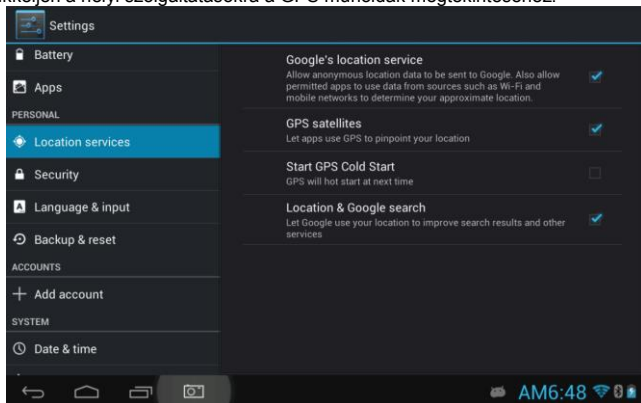 Settings
Battery
Apps
PERSONAL
Location services
Security
Language & input
Backup & reset
ACCOUNTS
Add account
SYSTEM
Date & time
Google's location service
Allow anonymous location data to be sent to Google. Also allow
permitted apps to use data from sources such as Wi-Fi and
mobile networks to determine your approximate location.
GPS satellites
Let apps use GPS to pinpoint your location
Start GPS Cold Start
GPS will hot start at next time
Location & Google search
Let Google use your location to improve search results and other
services
AM6:48